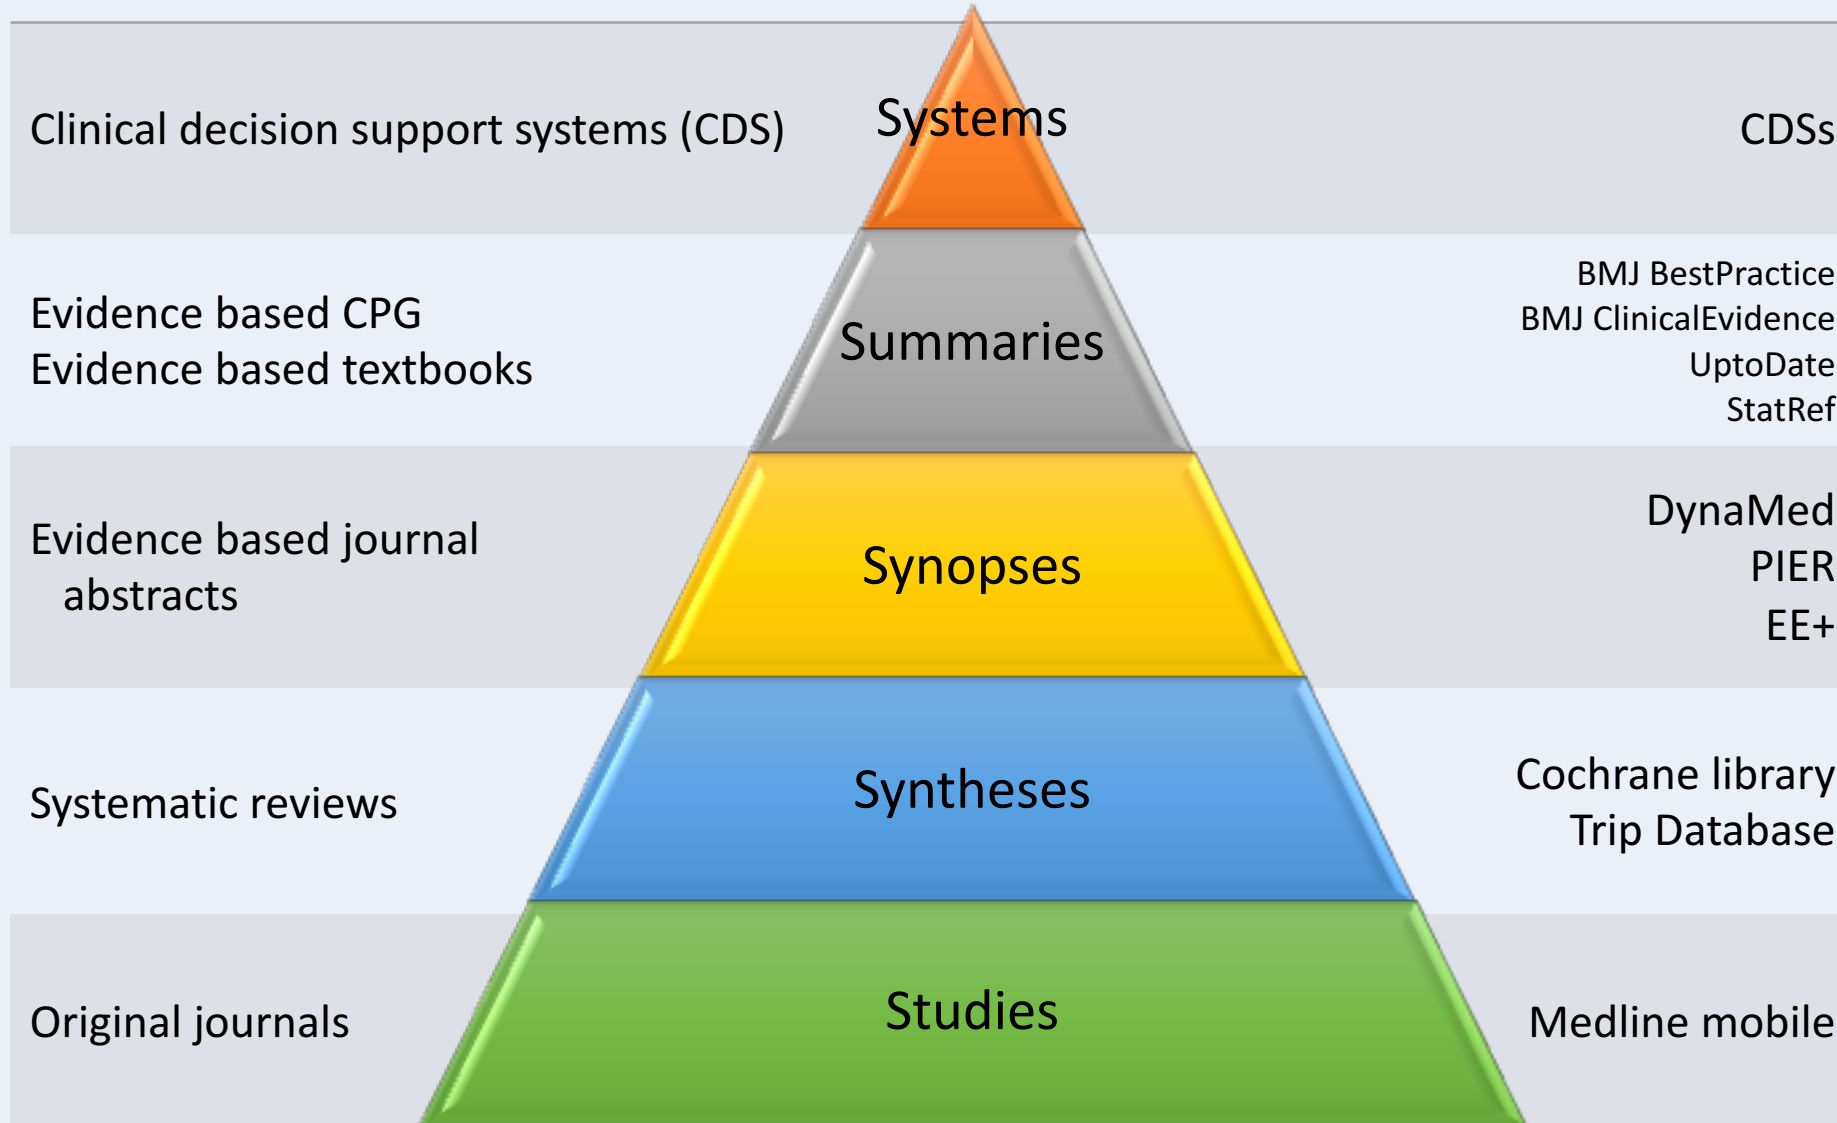 Clinical decision support systems (CDS)
Systems
CDSs
Evidence based CPG
Evidence based textbooks
Summaries
BMJ BestPractice
BMJ ClinicalEvidence
UptoDate
StatRef
Evidence based journal
abstracts
Synopses
DynaMed
PIER
EE+
Systematic reviews
Syntheses
Cochrane library
Trip Database
Original journals
Studies
Medline mobile